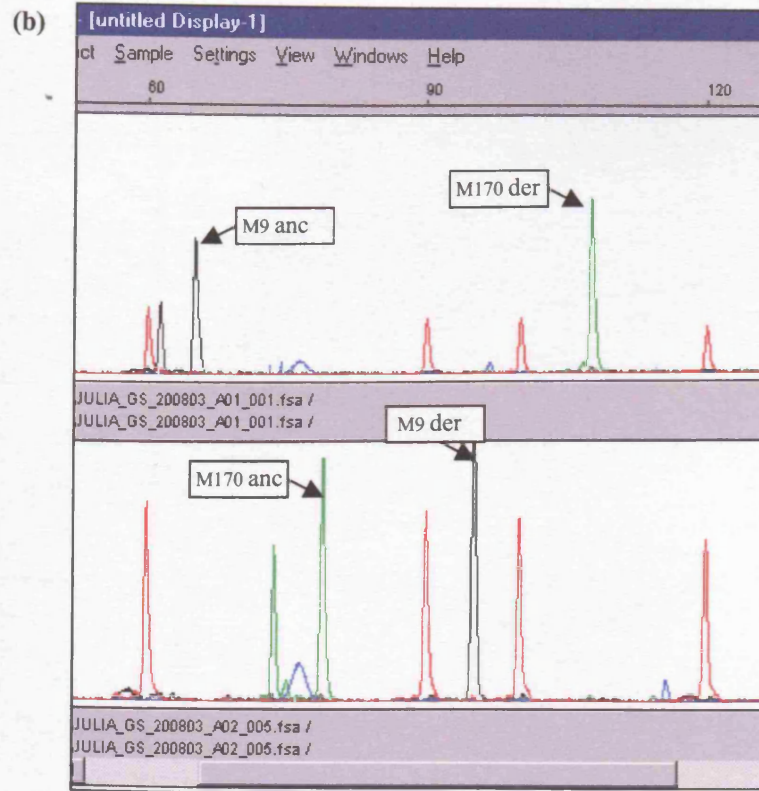 (b)
- [untitled Display-1]
ct Sample Settings View Windows Help
60 90 120
M170 der
M9 anc
JULIA_GS_200803_A01_001.fsa /
JULIA_GS_200803_A01_001.fsa /
M9 der
M170 anc
JULIA_GS_200803_A02_005.fsa /
JULIA_GS_200803_A02_005.fsa /